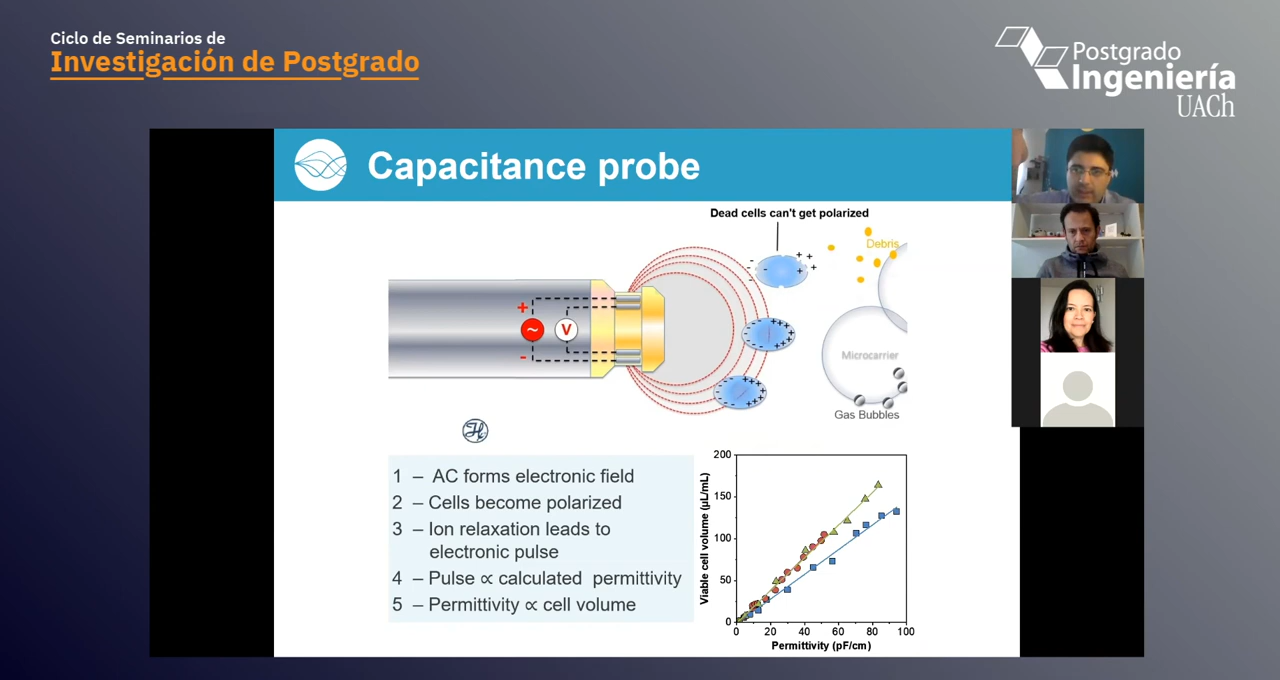 Ciclo de Seminarios de
Investigación de Postgrado
Postgrado
Ingeniería
UACh
Capacitance probe
Dead cells can't get polarized
Debris
+
~
V
-
Microcarrier
Gas Bubbles
1 – AC forms electronic field
2 – Cells become polarized
3 – Ion relaxation leads to
electronic pulse
4 – Pulse ∝ calculated permittivity
5 – Permittivity ∝ cell volume
Viable cell volume (µL/mL)
200
150
100
50
0
0 20 40 60 80 100
Permittivity (pF/cm)